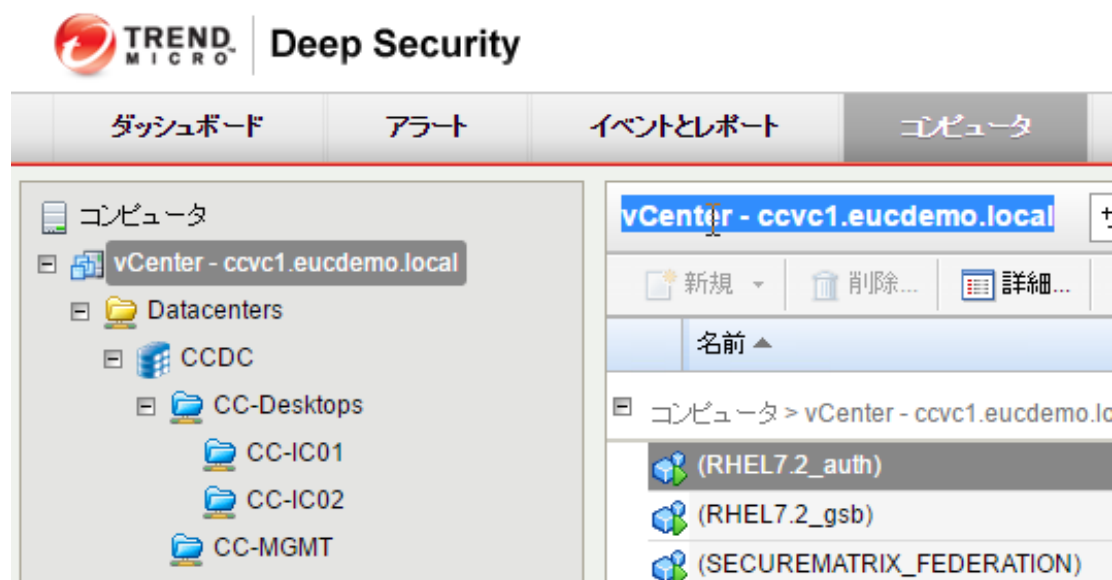 TREND MICRO Deep Security
ダッシュボード アラート イベントとレポート コンピュータ
コンピュータ
vCenter - ccvc1.eucdemo.local
Datacenters
CCDC
CC-Desktops
CC-IC01
CC-IC02
CC-MGMT
vCenter - ccvc1.eucdemo.local
新規 削除... 詳細...
名前
コンピュータ > vCenter - ccvc1.eucdemo.lo
(RHEL7.2_auth)
(RHEL7.2_gsb)
(SECUREMATRIX_FEDERATION)